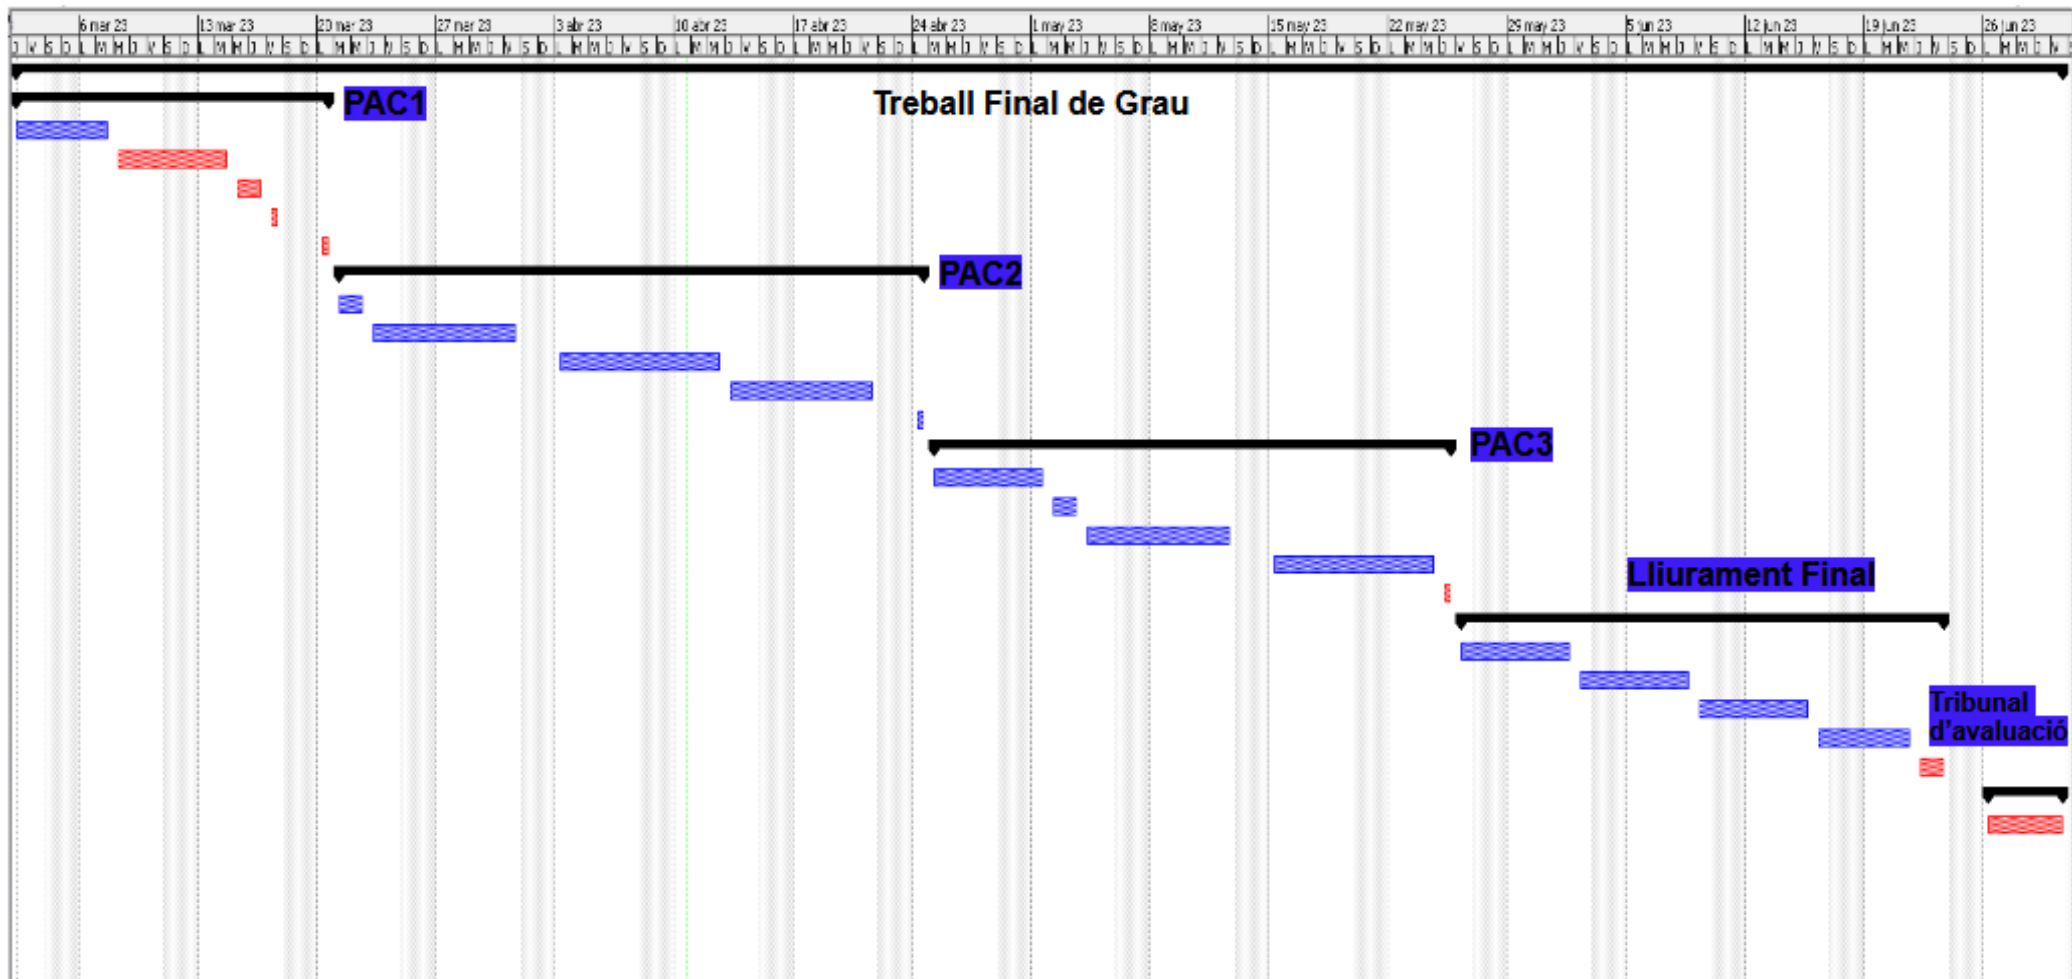 6 mar 23 13 mar 23 20 mar 23 27 mar 23 3 abr 23 10 abr 23 17 abr 23 24 abr 23 1 may 23 8 may 23 15 may 23 22 may 23 29 may 23 5 jun 23 12 jun 23 19 jun 23 26 jun 23
J V S D L M M J V S D L M M J V S D L M M J V S D L M M J V S D L M M J V S D L M M J V S D L M M J V S D L M M J V S D L M M J V S D L M M J V S D L M M J V S D L M M J V S D L M M J V S D L M M J V S D L M M J V S D L M M J V S D L M M J V
PAC1
Treball Final de Grau
PAC2
PAC3
Lliurament Final
Tribunal
d'avaluació